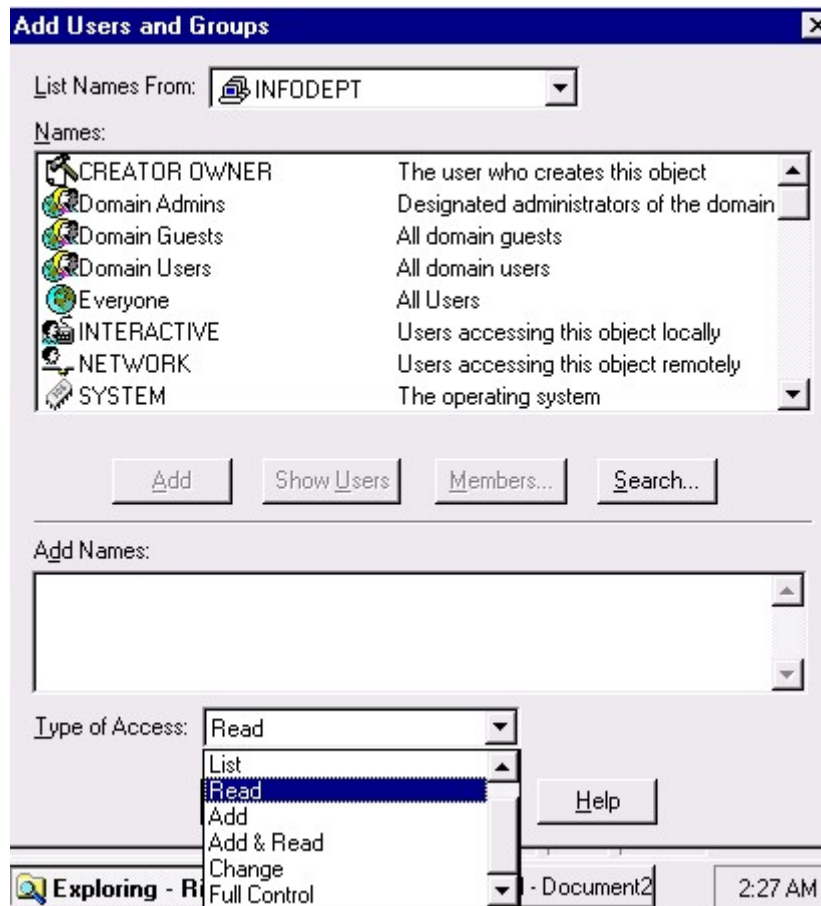 Add Users and Groups
List Names From: INFODEPT
Names:
CREATOR OWNER The user who creates this object
Domain Admins Designated administrators of the domain
Domain Guests All domain guests
Domain Users All domain users
Everyone All Users
INTERACTIVE Users accessing this object locally
NETWORK Users accessing this object remotely
SYSTEM The operating system
Add Show Users Members... Search...
Add Names:
Type of Access: Read
List
Read
Help
Add
Add & Read
Change
Full Control
Exploring - Ri - Document2 2:27 AM